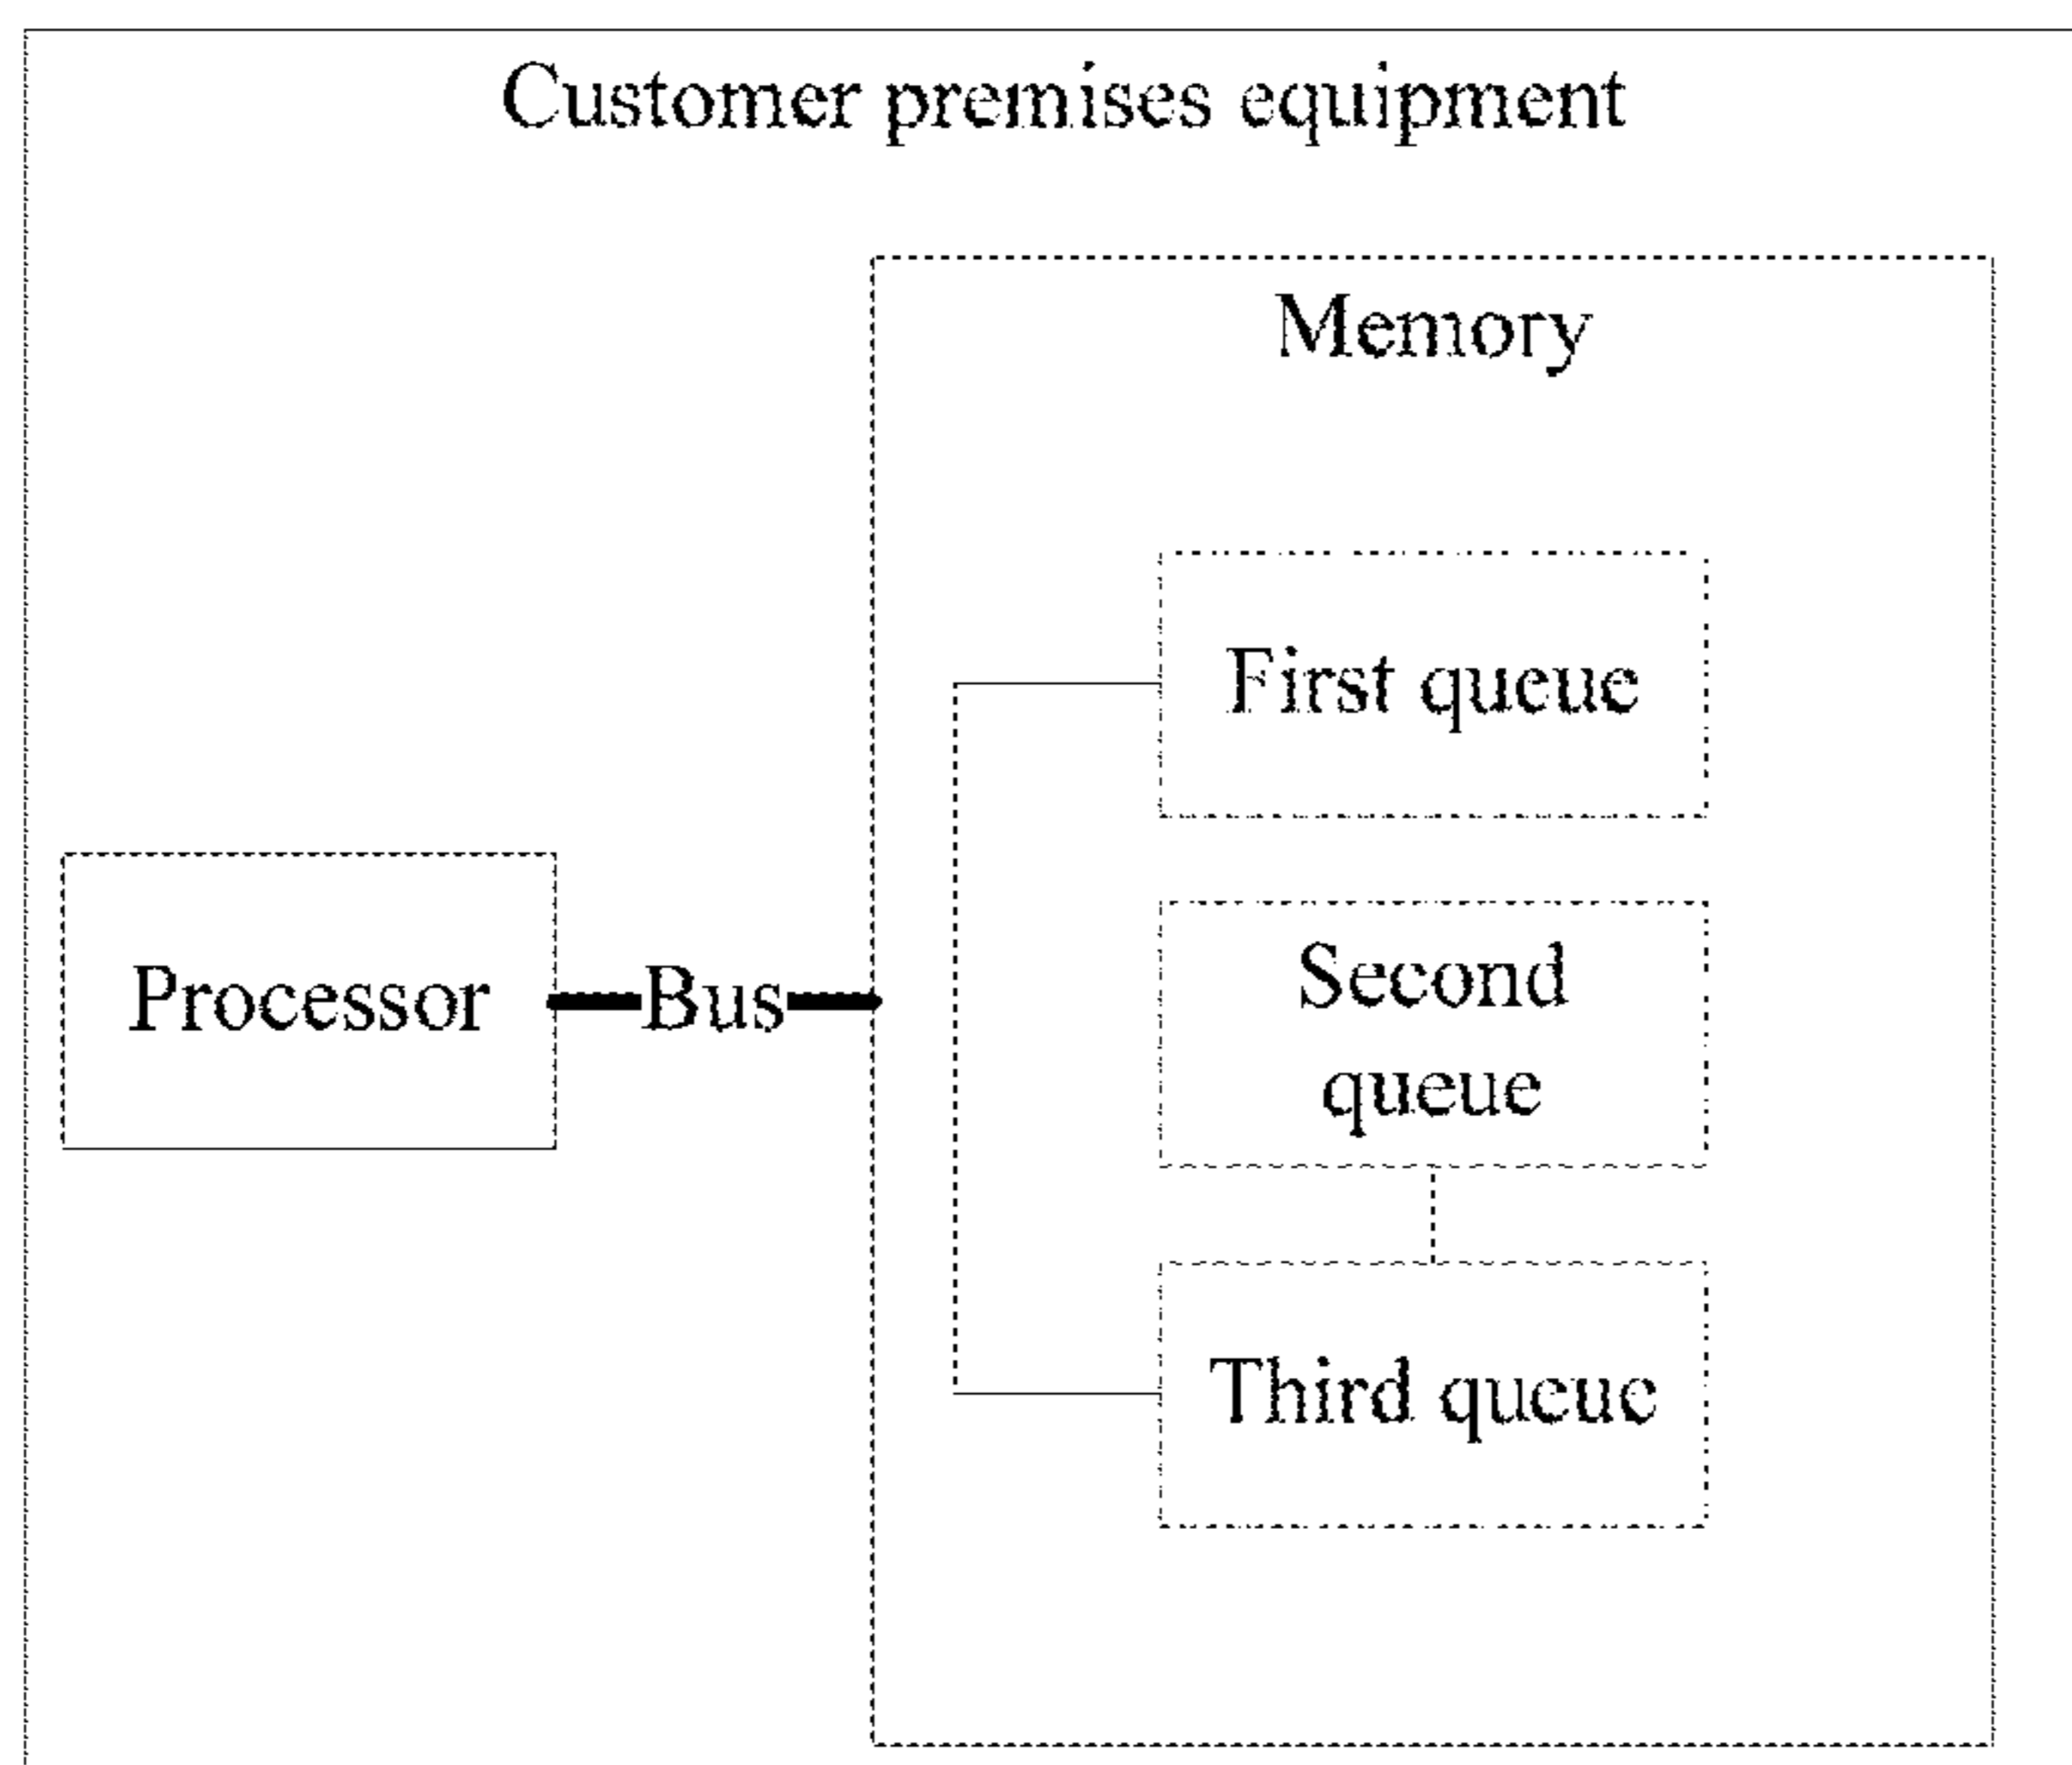 Customer premises equipment
Memory
First queue
Processor
Bus
Second
queue
Third queue